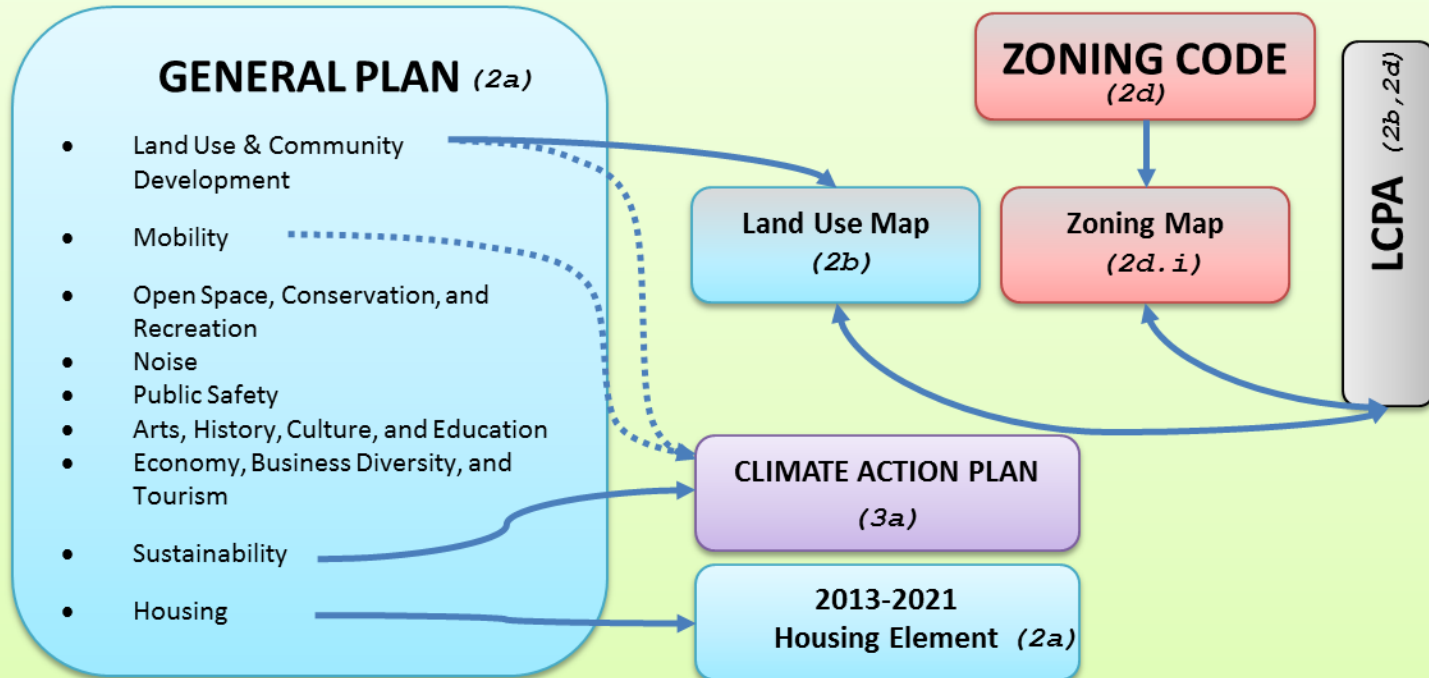 GENERAL PLAN (2a)
• Land Use & Community
Development
• Mobility
• Open Space, Conservation, and
Recreation
• Noise
• Public Safety
• Arts, History, Culture, and Education
• Economy, Business Diversity, and
Tourism
• Sustainability
• Housing
ZONING CODE
(2d)
Land Use Map
(2b)
Zoning Map
(2d.i)
LCPA (2b,2d)
CLIMATE ACTION PLAN
(3a)
2013-2021
Housing Element (2a)